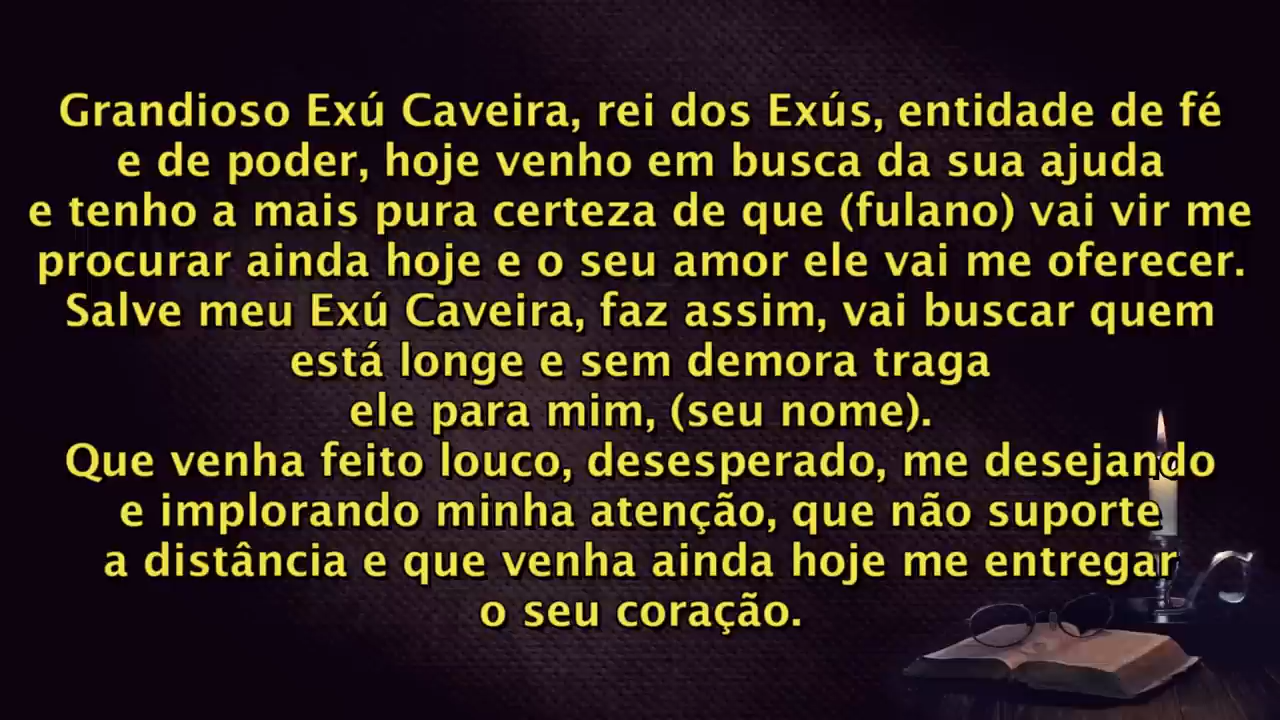 Grandioso Exú Caveira, rei dos Exús, entidade de fé
e de poder, hoje venho em busca da sua ajuda
e tenho a mais pura certeza de que (fulano) vai vir me
procurar ainda hoje e o seu amor ele vai me oferecer.
Salve meu Exú Caveira, faz assim, vai buscar quem
está longe e sem demora traga
ele para mim, (seu nome).
Que venha feito louco, desesperado, me desejando
e implorando minha atenção, que não suporte
a distância e que venha ainda hoje me entregar
o seu coração.